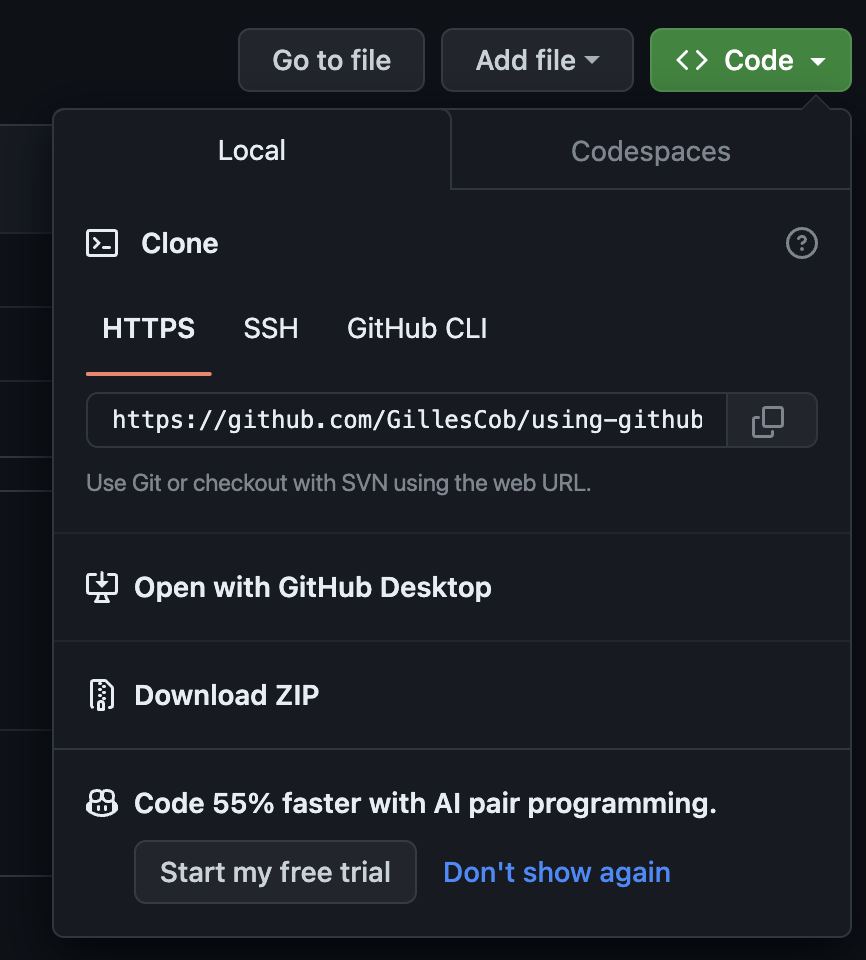 Go to file Add file Code
Local Codespaces
Clone
HTTPS SSH GitHub CLI
https://github.com/GillesCob/using-github
Use Git or checkout with SVN using the web URL.
Open with GitHub Desktop
Download ZIP
Code 55% faster with AI pair programming.
Start my free trial Don't show again